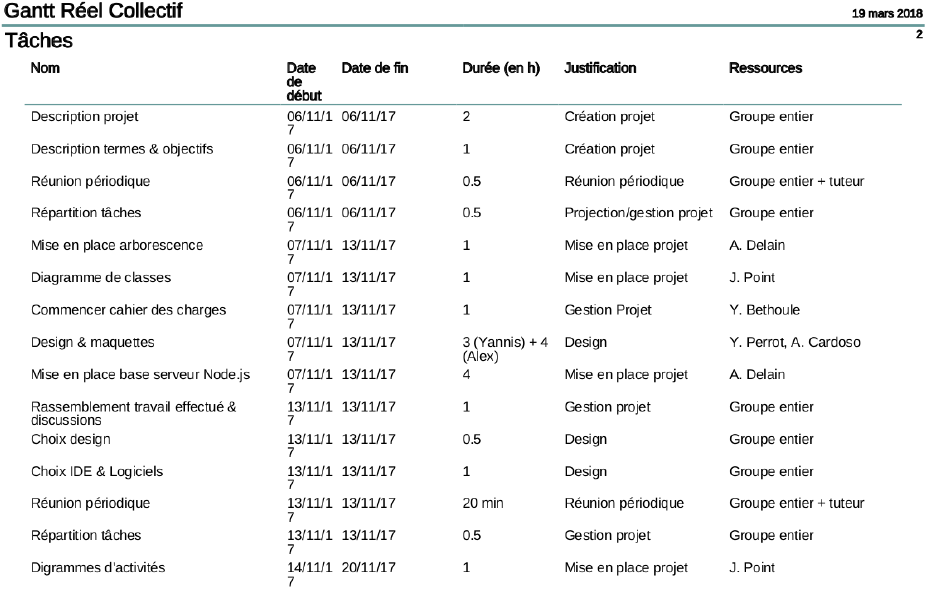 Gantt Réel Collectif 19 mars 2018
Tâches 2
Nom Date de début Date de fin Durée (en h) Justification Ressources
Description projet 06/11/17 06/11/17 2 Création projet Groupe entier
Description termes & objectifs 06/11/17 06/11/17 1 Création projet Groupe entier
Réunion périodique 06/11/17 06/11/17 0.5 Réunion périodique Groupe entier + tuteur
Répartition tâches 06/11/17 06/11/17 0.5 Projection/gestion projet Groupe entier
Mise en place arborescence 07/11/17 13/11/17 1 Mise en place projet A. Delain
Diagramme de classes 07/11/17 13/11/17 1 Mise en place projet J. Point
Commencer cahier des charges 07/11/17 13/11/17 1 Gestion Projet Y. Bethoule
Design & maquettes 07/11/17 13/11/17 3 (Yannis) + 4 (Alex) Design Y. Perrot, A. Cardoso
Mise en place base serveur Node.js 07/11/17 13/11/17 4 Mise en place projet A. Delain
Rassemblement travail effectué & discussions 13/11/17 13/11/17 1 Gestion projet Groupe entier
Choix design 13/11/17 13/11/17 0.5 Design Groupe entier
Choix IDE & Logiciels 13/11/17 13/11/17 1 Design Groupe entier
Réunion périodique 13/11/17 13/11/17 20 min Réunion périodique Groupe entier + tuteur
Répartition tâches 13/11/17 13/11/17 0.5 Gestion projet Groupe entier
Digrammes d'activités 14/11/17 20/11/17 1 Mise en place projet J. Point